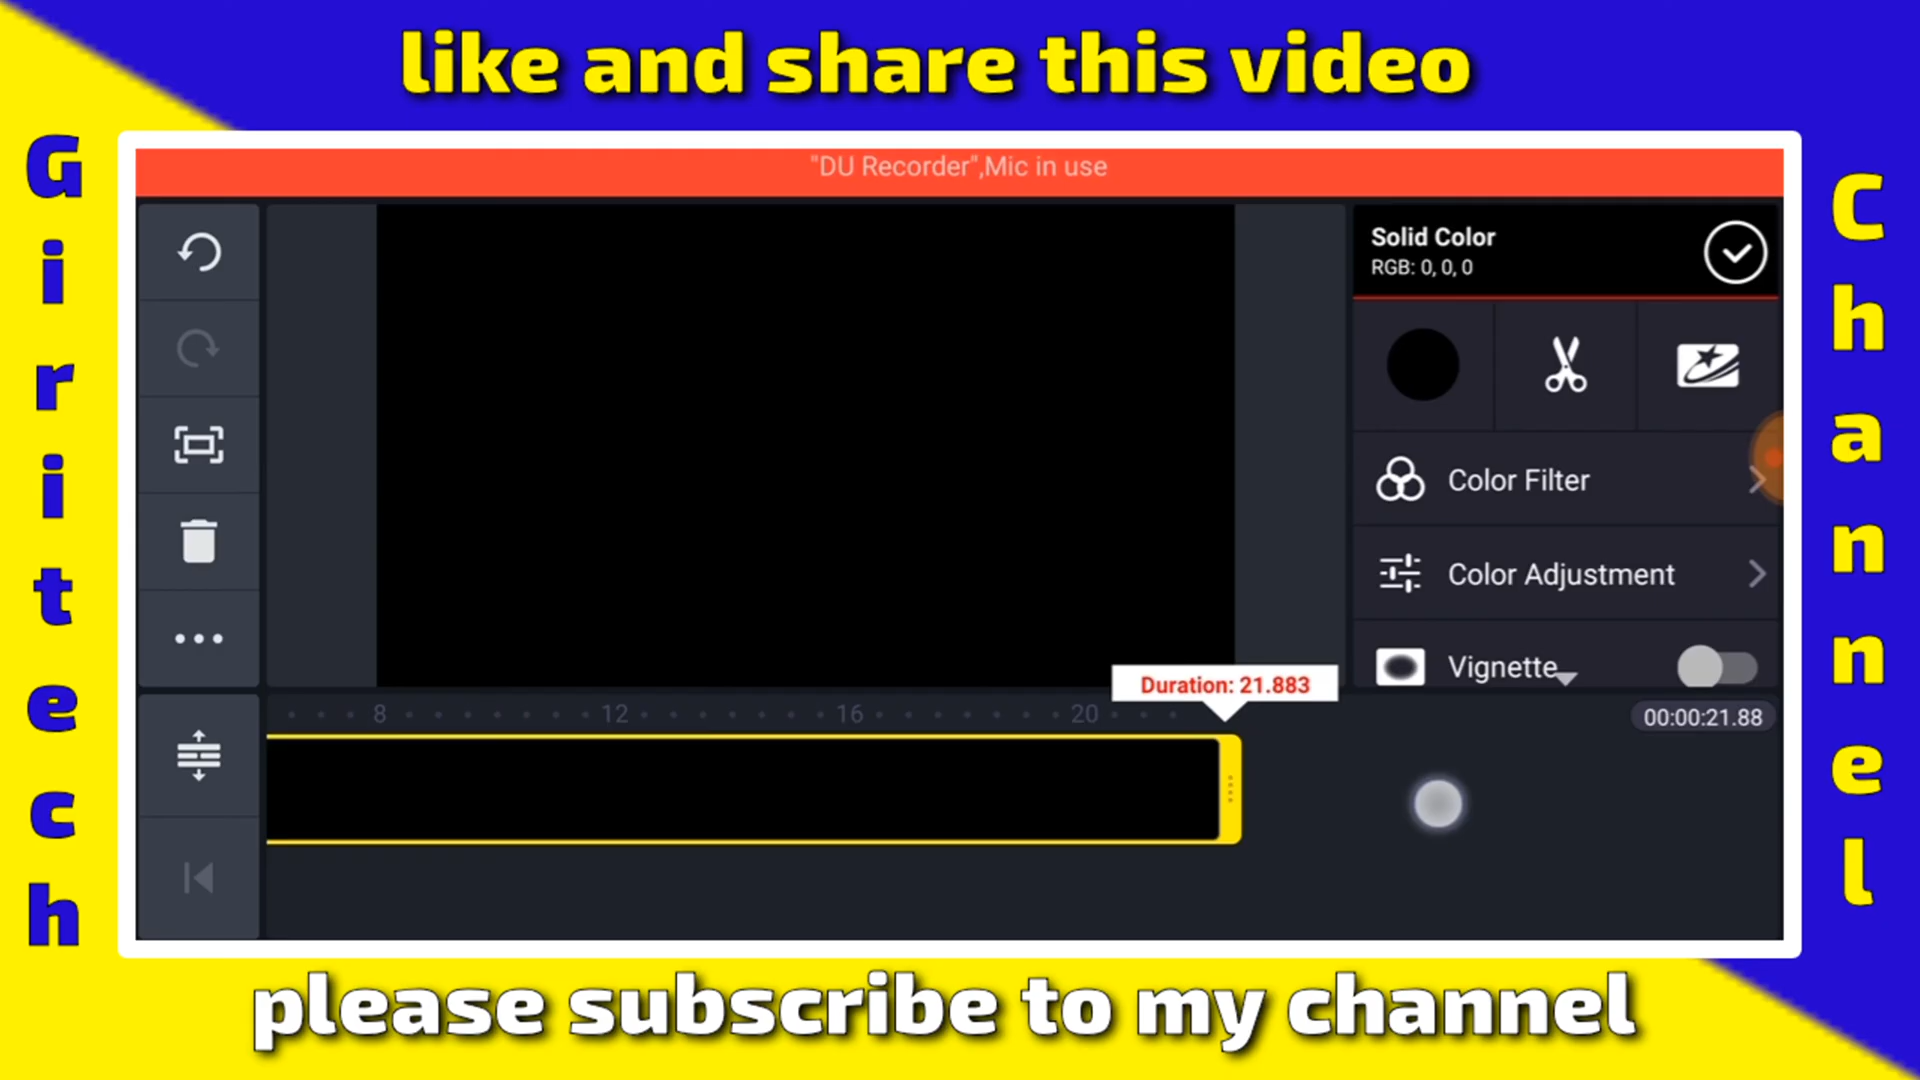 like and share this video
Giritech
Channel
"DU Recorder",Mic in use
Solid Color
RGB: 0, 0, 0
Color Filter
Color Adjustment
Vignette
Duration: 21.883
8 12 16 20
00:00:21.88
please subscribe to my channel